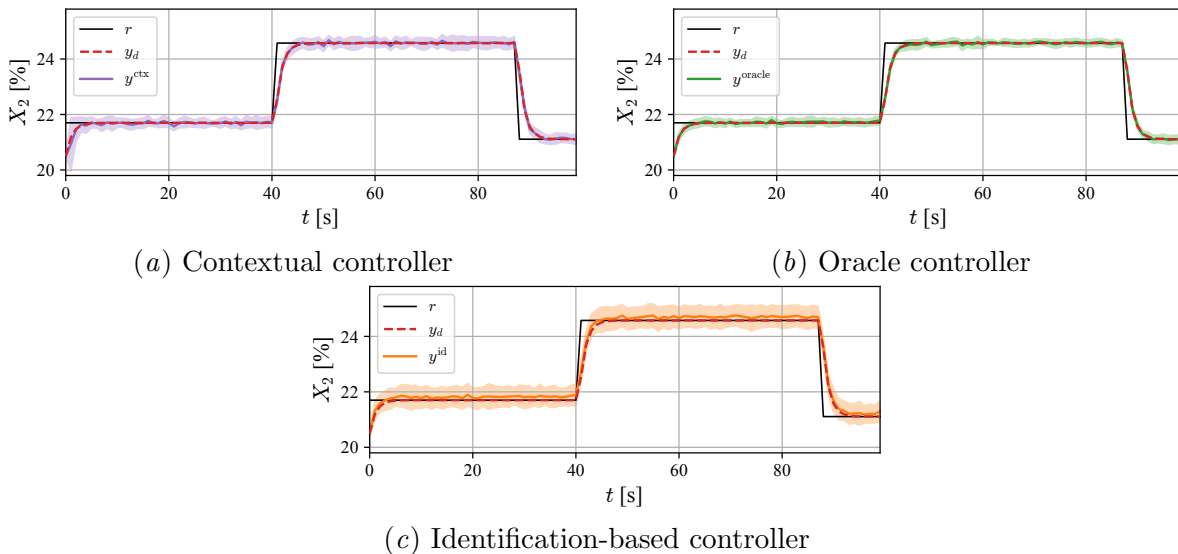 r
y_d
y^ctx
X_2 [%]
24
22
20
0
20
40
60
80
t [s]
(a) Contextual controller
r
y_d
y^oracle
X_2 [%]
24
22
20
0
20
40
60
80
t [s]
(b) Oracle controller
r
y_d
y^id
X_2 [%]
24
22
20
0
20
40
60
80
t [s]
(c) Identification-based controller